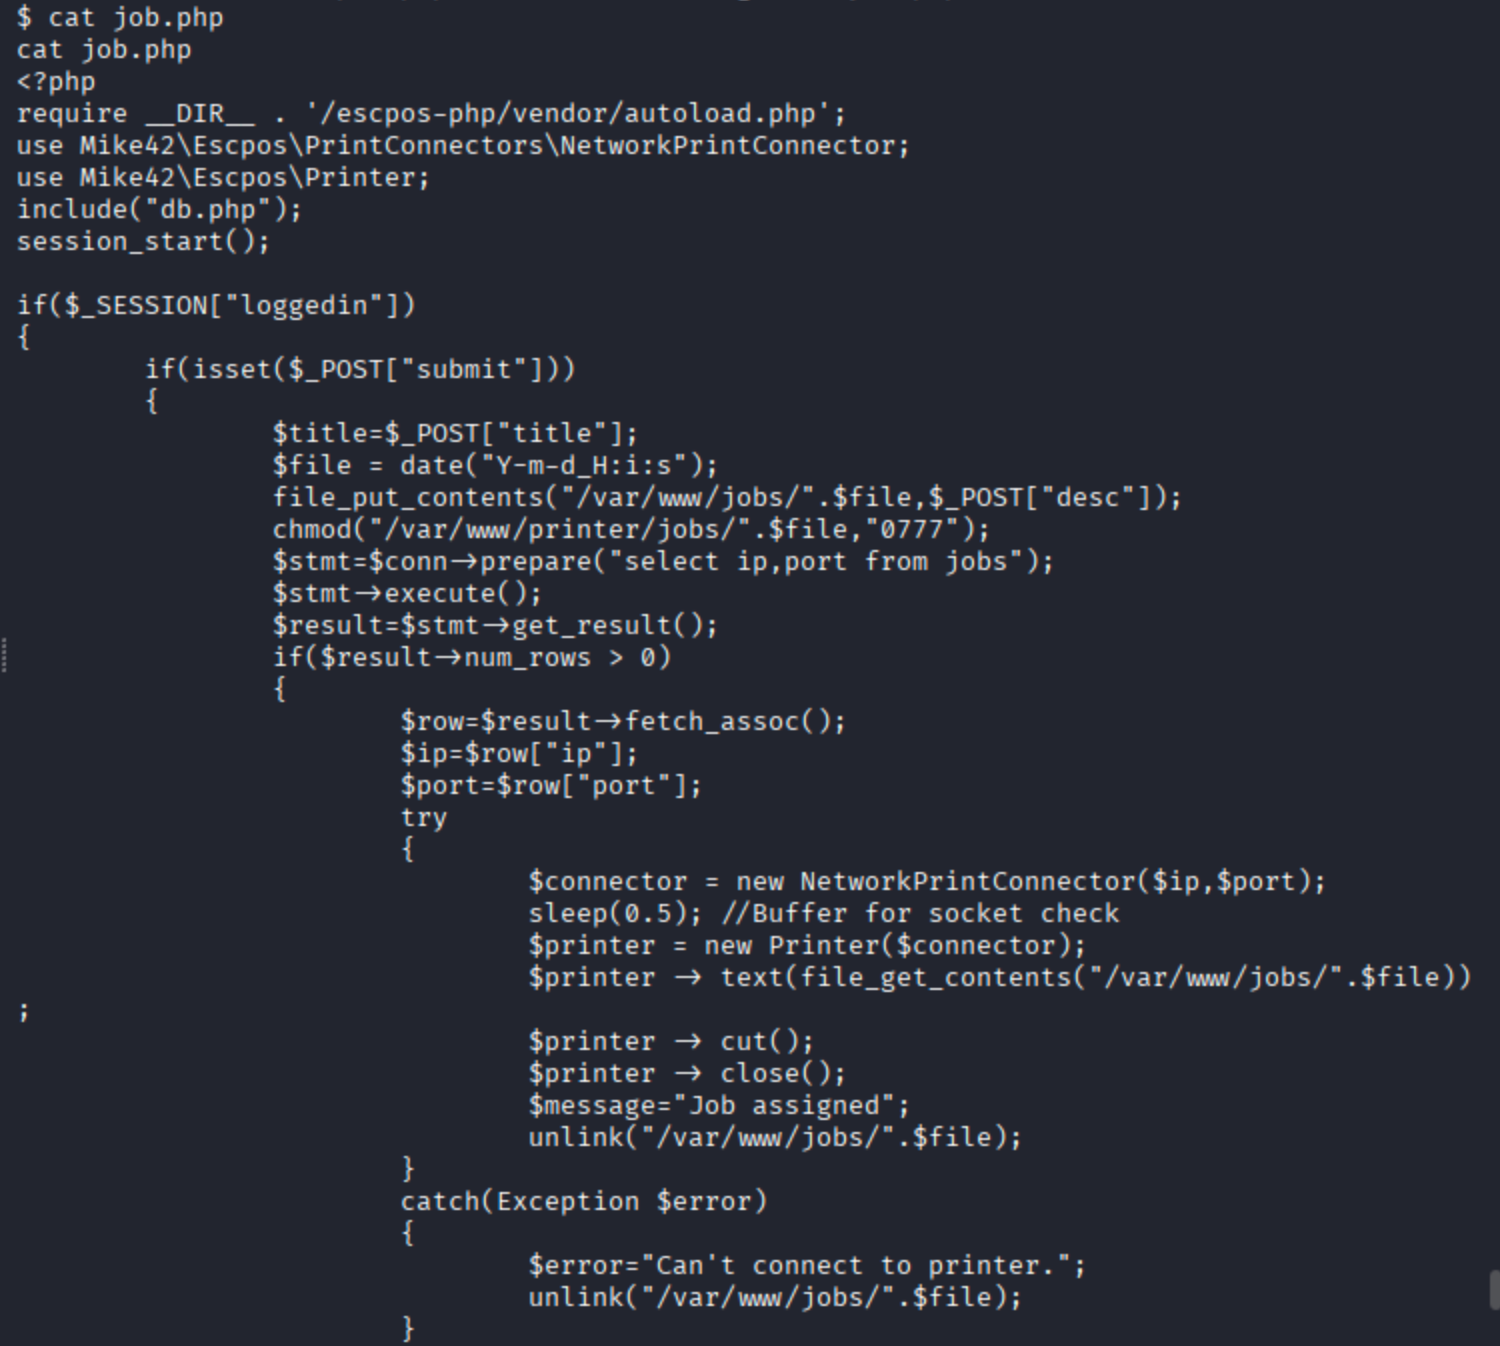 $ cat job.php
cat job.php
<?php
require __DIR__ . '/escpos-php/vendor/autoload.php';
use Mike42\Escpos\PrintConnectors\NetworkPrintConnector;
use Mike42\Escpos\Printer;
include("db.php");
session_start();

if($_SESSION["loggedin"])
{
        if(isset($_POST["submit"]))
        {
                $title=$_POST["title"];
                $file = date("Y-m-d_H:i:s");
                file_put_contents("/var/www/jobs/".$file,$_POST["desc"]);
                chmod("/var/www/printer/jobs/".$file,"0777");
                $stmt=$conn->prepare("select ip,port from jobs");
                $stmt->execute();
                $result=$stmt->get_result();
                if($result->num_rows > 0)
                {
                        $row=$result->fetch_assoc();
                        $ip=$row["ip"];
                        $port=$row["port"];
                        try
                        {
                                $connector = new NetworkPrintConnector($ip,$port);
                                sleep(0.5); //Buffer for socket check
                                $printer = new Printer($connector);
                                $printer -> text(file_get_contents("/var/www/jobs/".$file))
;
                                $printer -> cut();
                                $printer -> close();
                                $message="Job assigned";
                                unlink("/var/www/jobs/".$file);
                        }
                        catch(Exception $error)
                        {
                                $error="Can't connect to printer.";
                                unlink("/var/www/jobs/".$file);
                        }